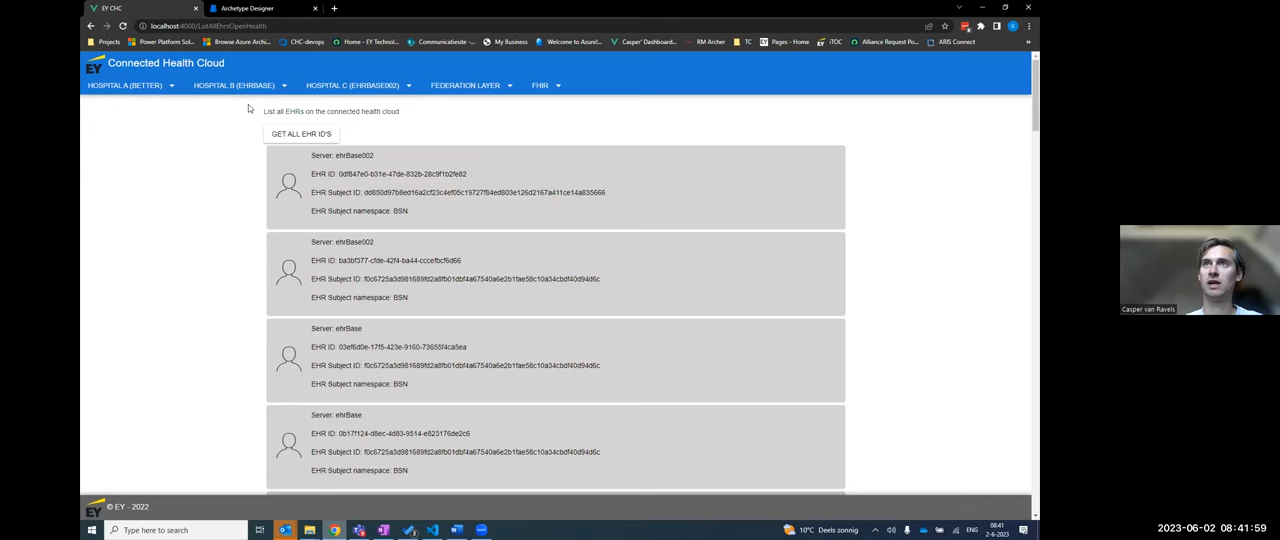 EY CHC
Archetype Designer
localhost:4000/ListAllEhrsOpenHealth
Projects
Power Platform Sol...
Browse Azure Archi...
CHC-devops
Home - EY Technol...
Communicatiesite -...
My Business
Welcome to Azure!...
Casper' Dashboard...
RM Archer
TC
Pages - Home
iTOC
Alliance Request Po...
ARIS Connect
EY
Connected Health Cloud
HOSPITAL A (BETTER)
HOSPITAL B (EHRBASE)
HOSPITAL C (EHRBASE002)
FEDERATION LAYER
FHIR
List all EHRs on the connected health cloud
GET ALL EHR ID'S
Server: ehrBase002
EHR ID: 0df847e0-b31e-47de-832b-28c9f1b2fe82
EHR Subject ID: dd850d97b8ed16a2cf23c4ef05c19727f84ed803e126d2167a411ce14a835666
EHR Subject namespace: BSN
Server: ehrBase002
EHR ID: ba3bf377-cfde-42f4-ba44-cccefbcf6d66
EHR Subject ID: f0c6725a3d981689fd2a8fb01dbf4a67540a6e2b1fae58c10a34cbdf40d94d6c
EHR Subject namespace: BSN
Server: ehrBase
EHR ID: 03ef6d0e-17f5-423e-9160-73655f4ca5ea
EHR Subject ID: f0c6725a3d981689fd2a8fb01dbf4a67540a6e2b1fae58c10a34cbdf40d94d6c
EHR Subject namespace: BSN
Server: ehrBase
EHR ID: 0b17f124-d8ec-4d83-9514-e823176de2c6
EHR Subject ID: f0c6725a3d981689fd2a8fb01dbf4a67540a6e2b1fae58c10a34cbdf40d94d6c
EHR Subject namespace: BSN
EY
© EY - 2022
Type here to search
10°C Deels zonnig
ENG
08:41
2-6-2023
Casper van Ravels
2023-06-02 08:41:59